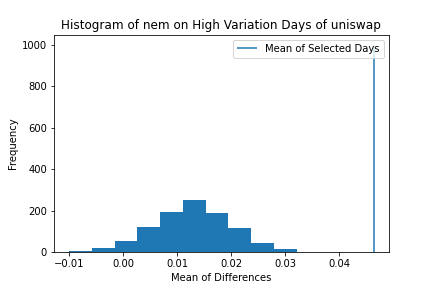 Histogram of nem on High Variation Days of uniswap
Mean of Selected Days
1000
800
600
400
200
0
Frequency
−0.01 0.00 0.01 0.02 0.03 0.04
Mean of Differences